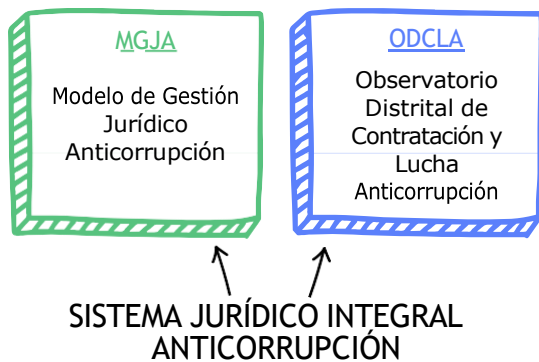 MGJA
Modelo de Gestión
Jurídico
Anticorrupción
ODCLA
Observatorio
Distrital de
Contratación y
Lucha
Anticorrupción
SISTEMA JURÍDICO INTEGRAL
ANTICORRUPCIÓN